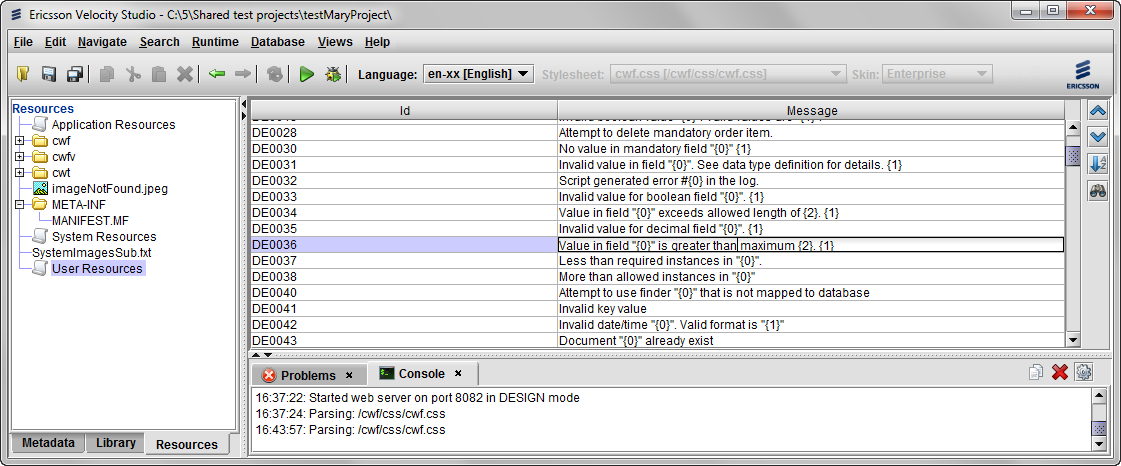 Ericsson Velocity Studio - C:\5\Shared test projects\testMaryProject\
File Edit Navigate Search Runtime Database Views Help
Language: en-xx [English] Stylesheet: cwf.css [/cwf/css/cwf.css] Skin: Enterprise
ERICSSON
Resources
Application Resources
cwf
cwfv
cwt
imageNotFound.jpeg
META-INF
MANIFEST.MF
System Resources
SystemImagesSub.txt
User Resources
Metadata Library Resources
Id Message
DE0028 Attempt to delete mandatory order item.
DE0030 No value in mandatory field "{0}" {1}
DE0031 Invalid value in field "{0}". See data type definition for details. {1}
DE0032 Script generated error #{0} in the log.
DE0033 Invalid value for boolean field "{0}". {1}
DE0034 Value in field "{0}" exceeds allowed length of {2}. {1}
DE0035 Invalid value for decimal field "{0}". {1}
DE0036 Value in field "{0}" is greater than maximum {2}. {1}
DE0037 Less than required instances in "{0}".
DE0038 More than allowed instances in "{0}"
DE0040 Attempt to use finder "{0}" that is not mapped to database
DE0041 Invalid key value
DE0042 Invalid date/time "{0}". Valid format is "{1}"
DE0043 Document "{0}" already exist
Problems Console
16:37:22: Started web server on port 8082 in DESIGN mode
16:37:24: Parsing: /cwf/css/cwf.css
16:43:57: Parsing: /cwf/css/cwf.css